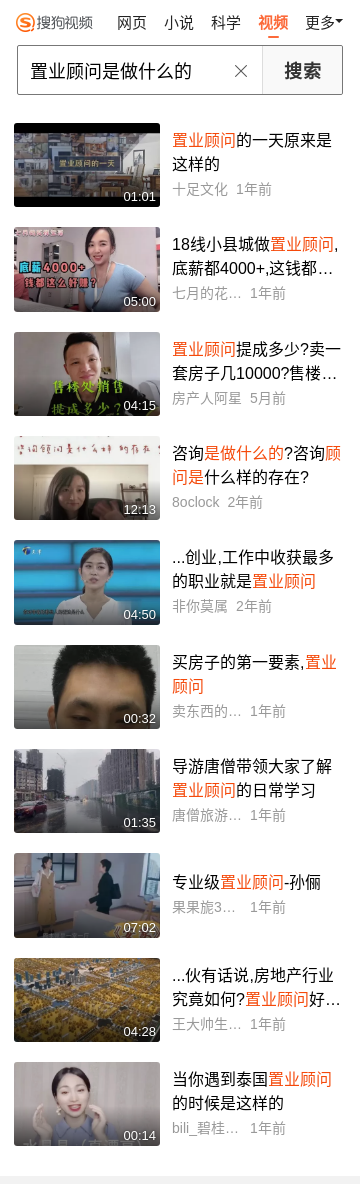 搜狗视频 网页 小说 科学 视频 更多
置业顾问是做什么的 搜索
置业顾问的一天
01:01
置业顾问的一天原来是
这样的
十足文化 1年前
底薪4000+
钱都这么好赚?
05:00
18线小县城做置业顾问,
底薪都4000+,这钱都…
七月的花… 1年前
售楼处销售
提成多少?
04:15
置业顾问提成多少?卖一
套房子几10000?售楼…
房产人阿星 5月前
咨询顾问是什么样的存在
12:13
咨询是做什么的?咨询顾
问是什么样的存在?
8oclock 2年前
04:50
...创业,工作中收获最多
的职业就是置业顾问
非你莫属 2年前
00:32
买房子的第一要素,置业
顾问
卖东西的… 1年前
01:35
导游唐僧带领大家了解
置业顾问的日常学习
唐僧旅游… 1年前
07:02
专业级置业顾问-孙俪
果果旎3… 1年前
04:28
...伙有话说,房地产行业
究竟如何?置业顾问好…
王大帅生… 1年前
00:14
当你遇到泰国置业顾问
的时候是这样的
bili_碧桂… 1年前